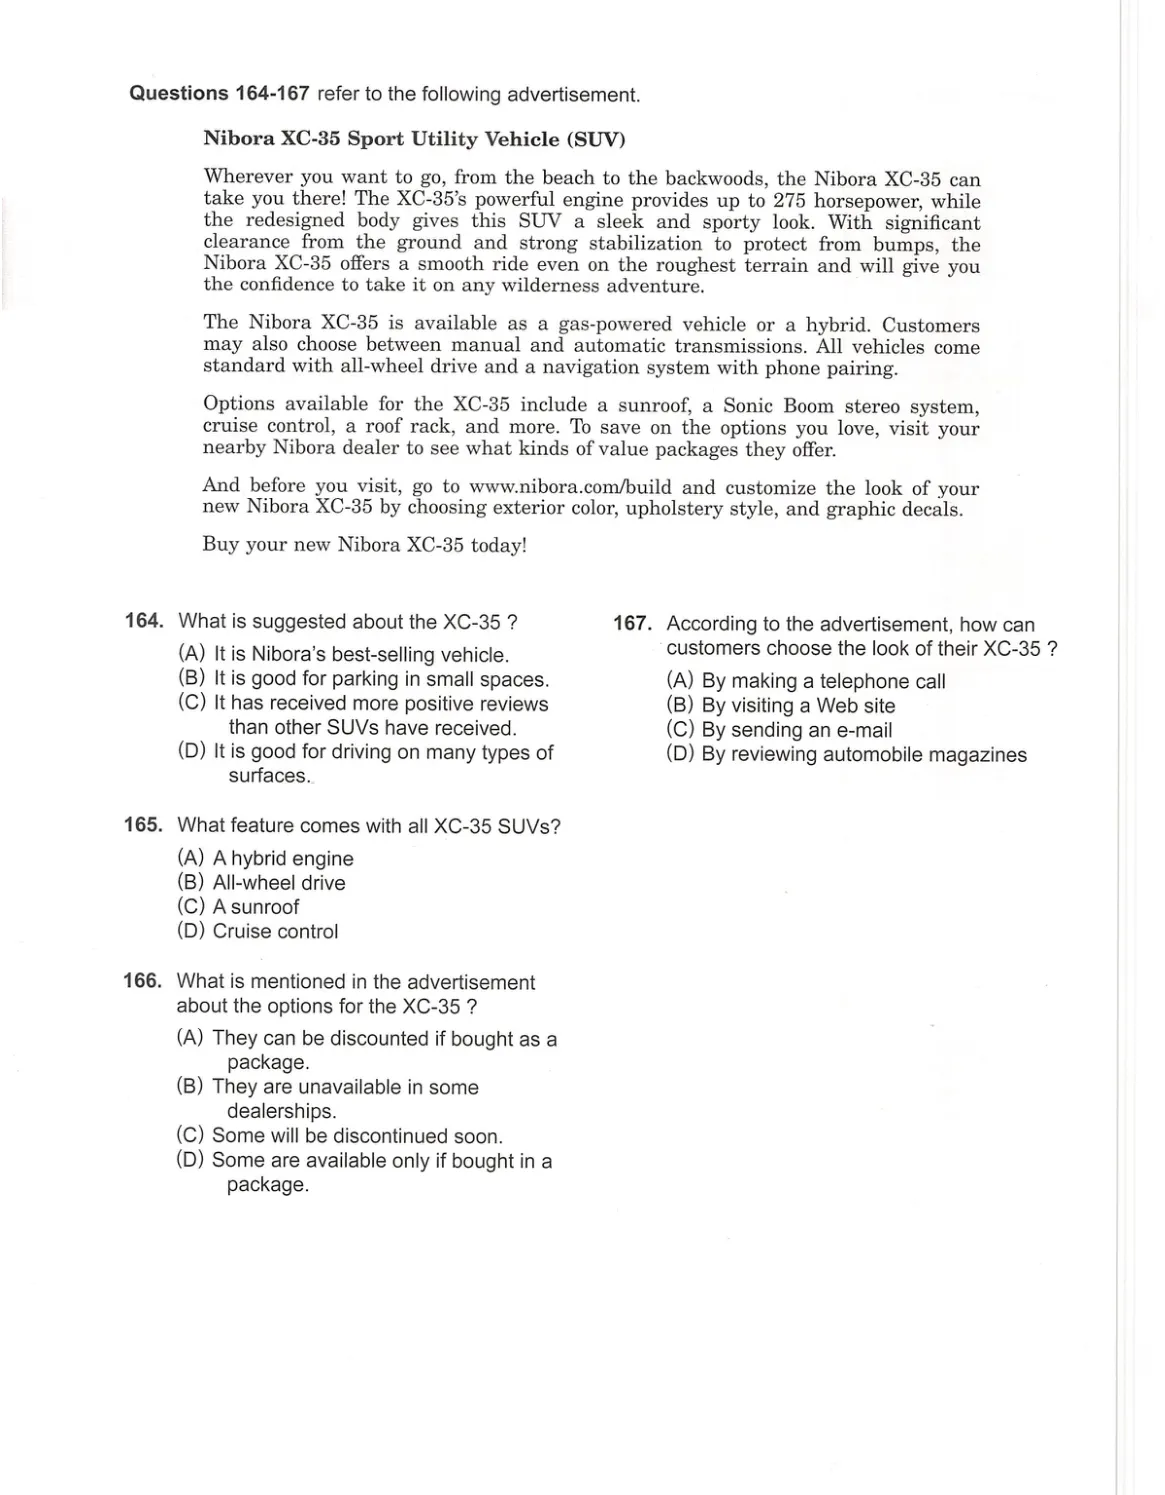 Questions 164-167 refer to the following advertisement.
Nibora XC-35 Sport Utility Vehicle (SUV)
Wherever you want to go, from the beach to the backwoods, the Nibora XC-35 can
take you there! The XC-35's powerful engine provides up to 275 horsepower, while
the redesigned body gives this SUV a sleek and sporty look. With significant
clearance from the ground and strong stabilization to protect from bumps, the
Nibora XC-35 offers a smooth ride even on the roughest terrain and will give you
the confidence to take it on any wilderness adventure.
The Nibora XC-35 is available as a gas-powered vehicle or a hybrid. Customers
may also choose between manual and automatic transmissions. All vehicles come
standard with all-wheel drive and a navigation system with phone pairing.
Options available for the XC-35 include a sunroof, a Sonic Boom stereo system,
cruise control, a roof rack, and more. To save on the options you love, visit your
nearby Nibora dealer to see what kinds of value packages they offer.
And before you visit, go to www.nibora.com/build and customize the look of your
new Nibora XC-35 by choosing exterior color, upholstery style, and graphic decals.
Buy your new Nibora XC-35 today!
164. What is suggested about the XC-35 ?
(A) It is Nibora's best-selling vehicle.
(B) It is good for parking in small spaces.
(C) It has received more positive reviews
than other SUVs have received.
(D) It is good for driving on many types of
surfaces.
165. What feature comes with all XC-35 SUVs?
(A) A hybrid engine
(B) All-wheel drive
(C) A sunroof
(D) Cruise control
166. What is mentioned in the advertisement
about the options for the XC-35 ?
(A) They can be discounted if bought as a
package.
(B) They are unavailable in some
dealerships.
(C) Some will be discontinued soon.
(D) Some are available only if bought in a
package.
167. According to the advertisement, how can
customers choose the look of their XC-35 ?
(A) By making a telephone call
(B) By visiting a Web site
(C) By sending an e-mail
(D) By reviewing automobile magazines